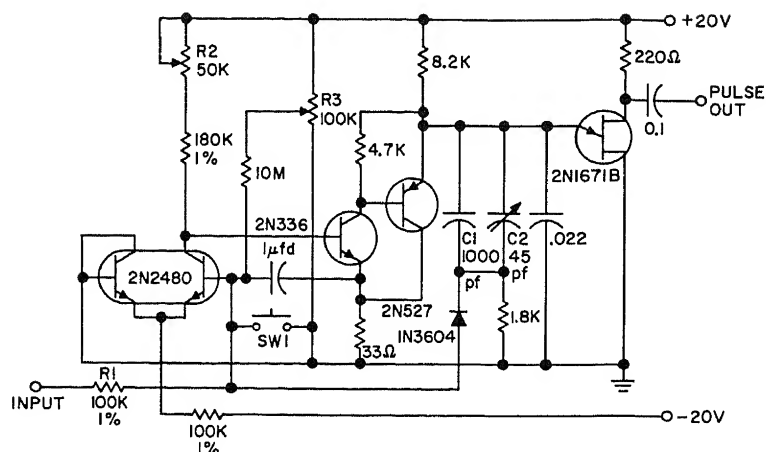 +20V
R2
50K
8.2K
220Ω
R3
100K
PULSE
OUT
0.1
180K
1%
10M
4.7K
2N1671B
2N336
1μfd
C1
1000
pf
C2
45
pf
.022
2N2480
2N527
1N3604
1.8K
SW1
33Ω
R1
100K
1%
INPUT
100K
1%
-20V